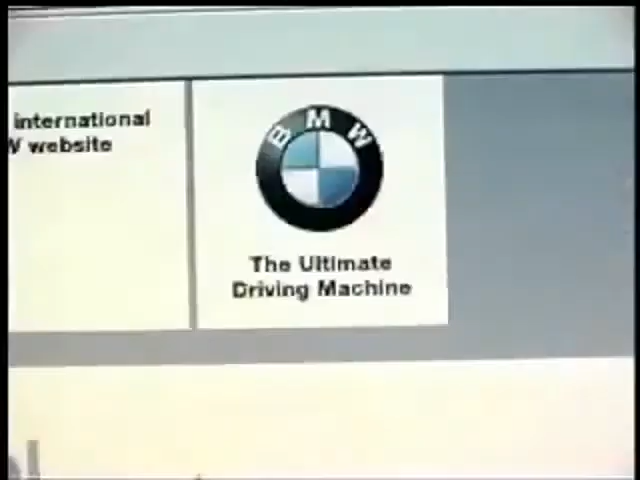 international
website
BMW
The Ultimate
Driving Machine